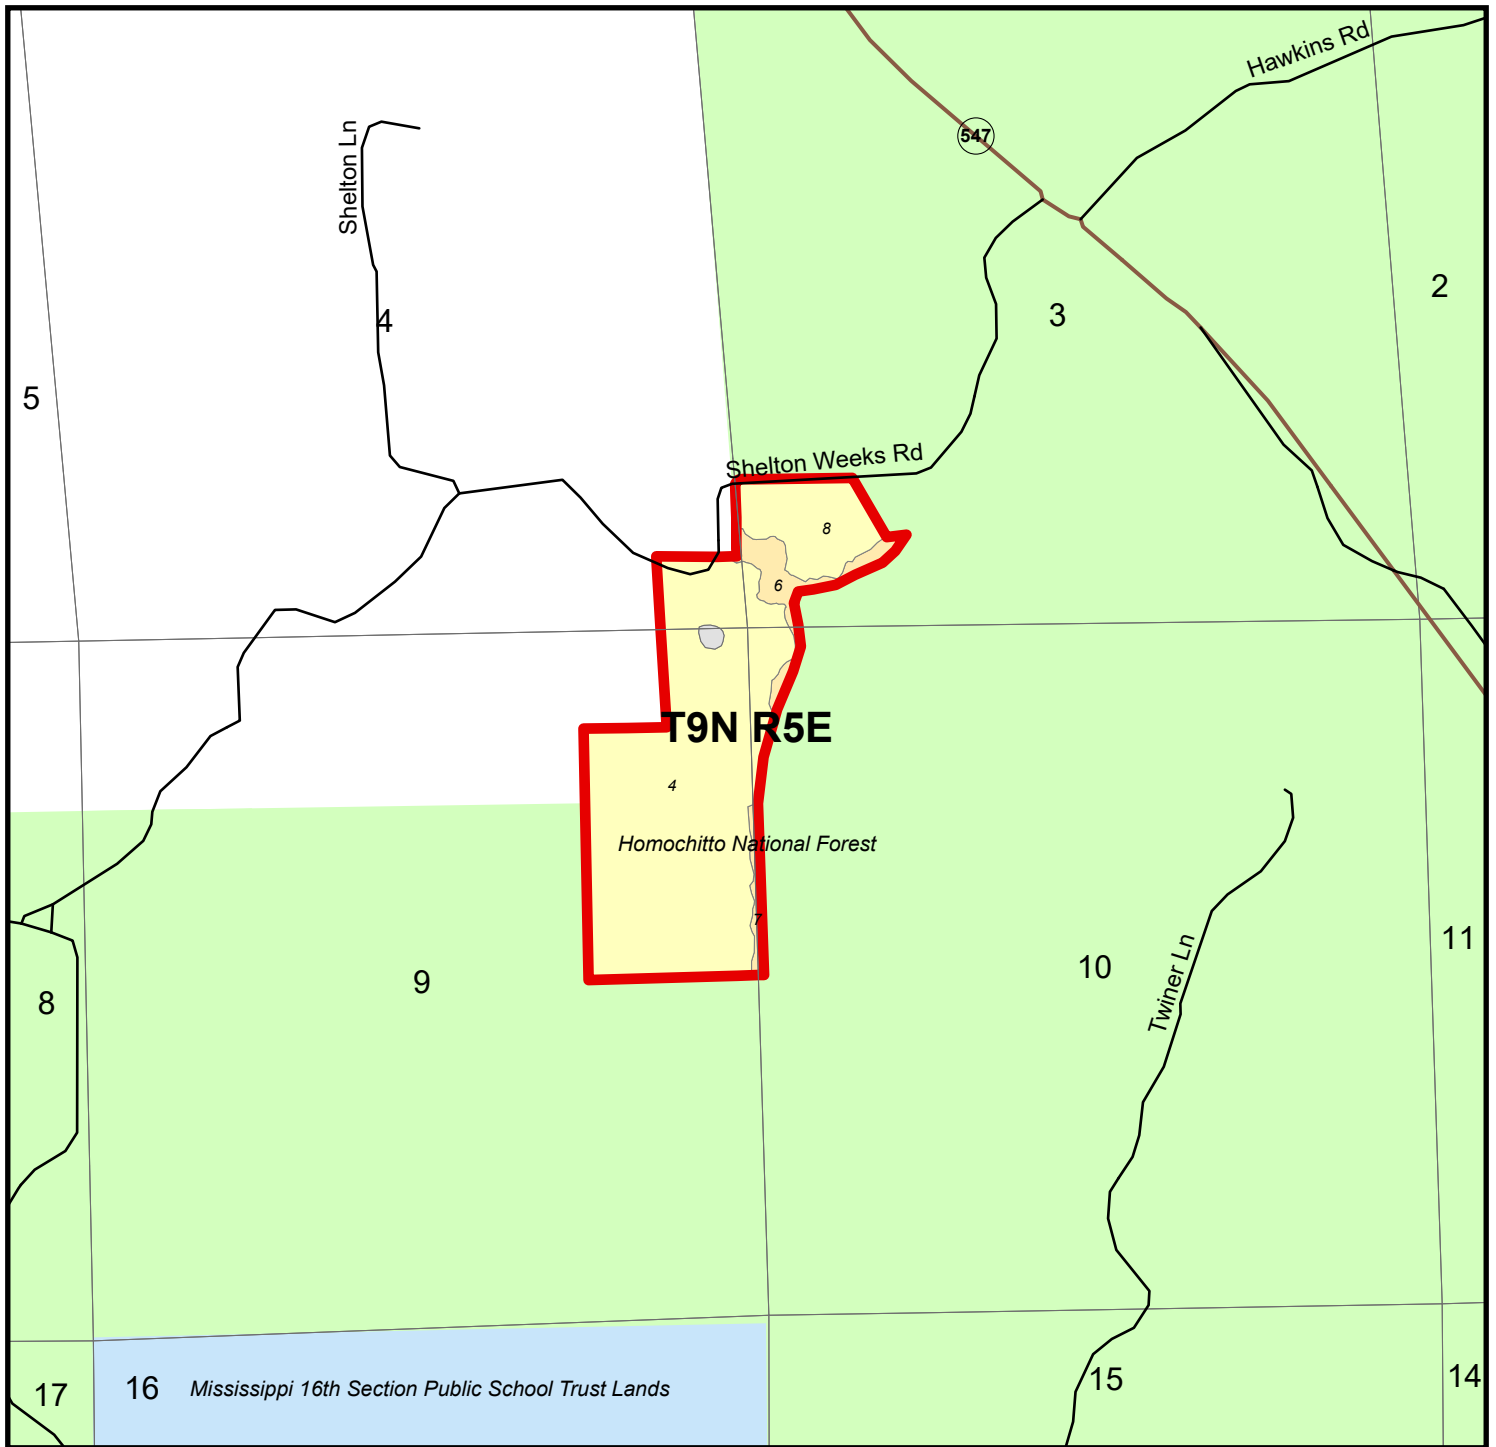 Hawkins Rd
547
Shelton Ln
2
3
4
5
Shelton Weeks Rd
8
6
T9N R5E
4
Homochitto National Forest
7
11
10
9
8
Twiner Ln
14
15
16
Mississippi 16th Section Public School Trust Lands
17